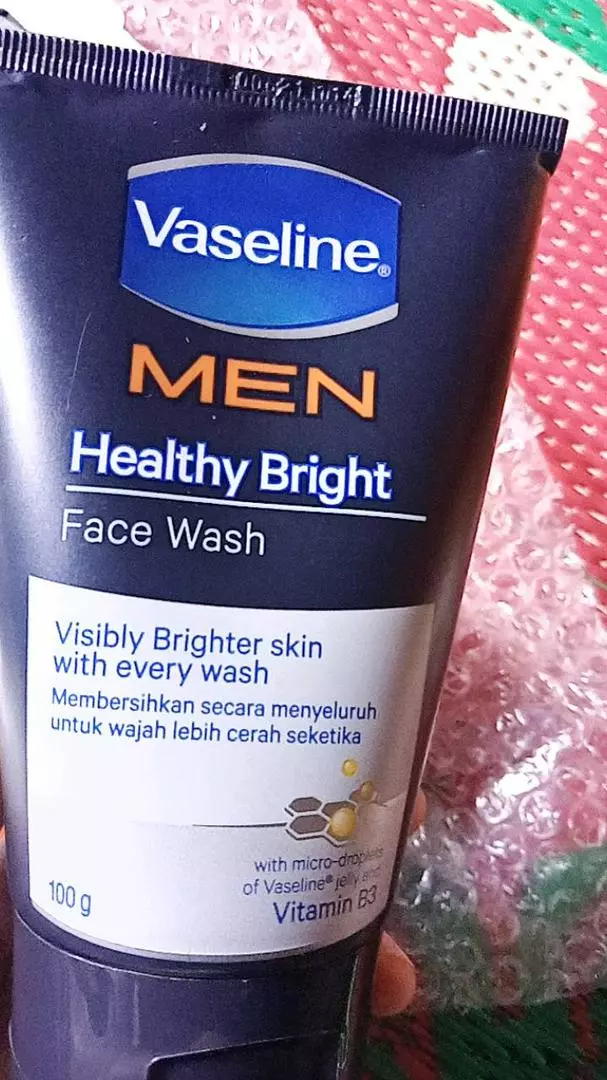 Vaseline®
MEN
Healthy Bright
Face Wash
Visibly Brighter skin
with every wash
Membersihkan secara menyeluruh
untuk wajah lebih cerah seketika
with micro-droplets
of Vaseline® jelly and
Vitamin B3
100 g